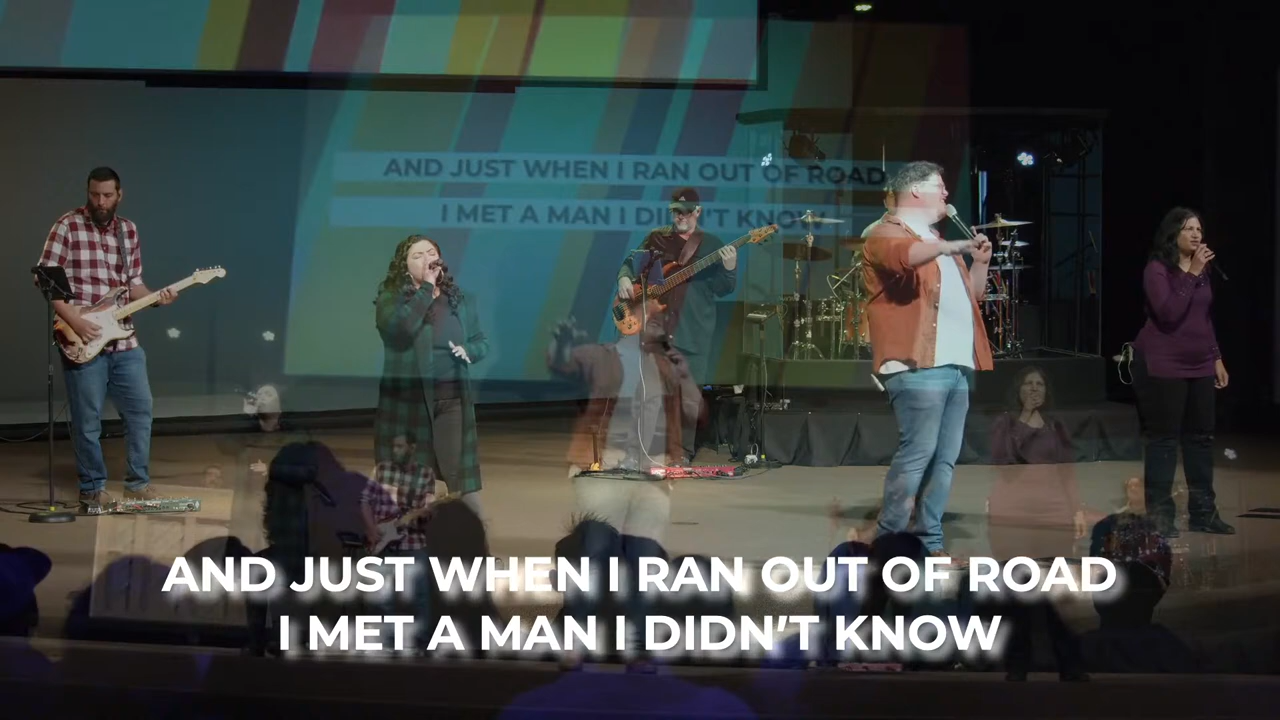 AND JUST WHEN I RAN OUT OF ROAD
I MET A MAN I DIDN'T KNOW
AND JUST WHEN I RAN OUT OF ROAD
I MET A MAN I DIDN'T KNOW